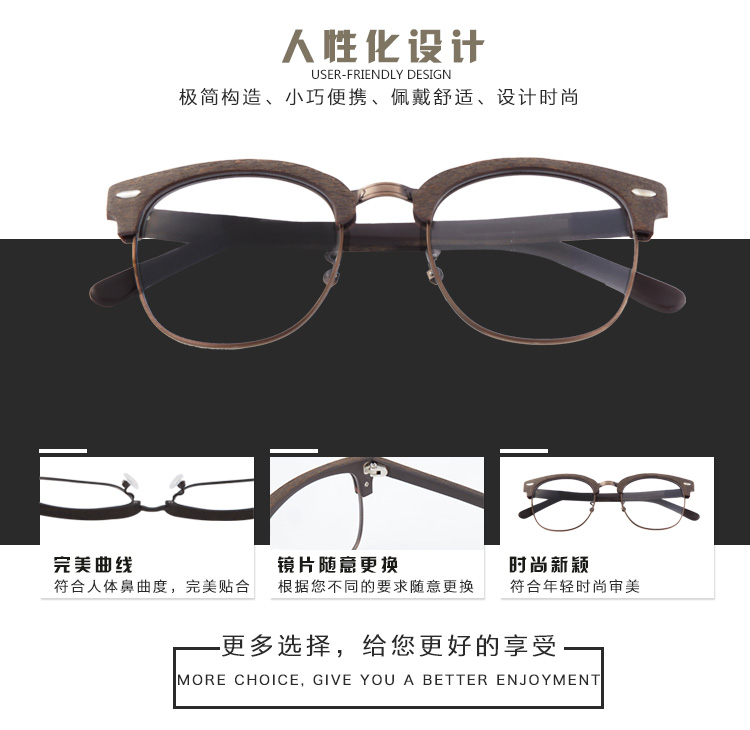 人性化设计
USER-FRIENDLY DESIGN
极简构造、小巧便携、佩戴舒适、设计时尚
完美曲线
符合人体鼻曲度，完美贴合
镜片随意更换
根据您不同的要求随意更换
时尚新颖
符合年轻时尚审美
更多选择，给您更好的享受
MORE CHOICE, GIVE YOU A BETTER ENJOYMENT